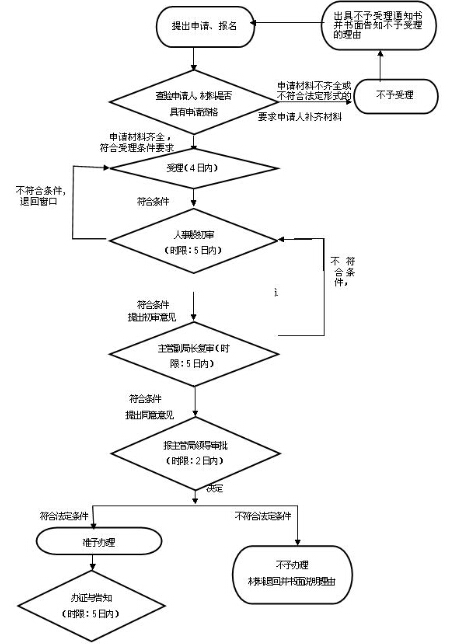 提出申请、报名
出具不予受理通知书
并书面告知不予受理
的理由
查验申请人，材料是否
具有申请资格
申请材料不齐全或
不符合法定形式的
要求申请人补齐材料
不予受理
申请材料齐全，
符合受理条件要求
受理（4日内）
不符合条件，
退回窗口
符合条件
人事股初审
（时限：5日内）
不 符
合 条
件，
符合条件
提出初审意见
主管副局长复审（时
限：5日内）
符合条件
提出同意意见
报主管局领导审批
（时限：2日内）
决定
符合法定条件
不符合法定条件
准予办理
不予办理
材料退回并书面说明理由
办证与告知
（时限：5日内）